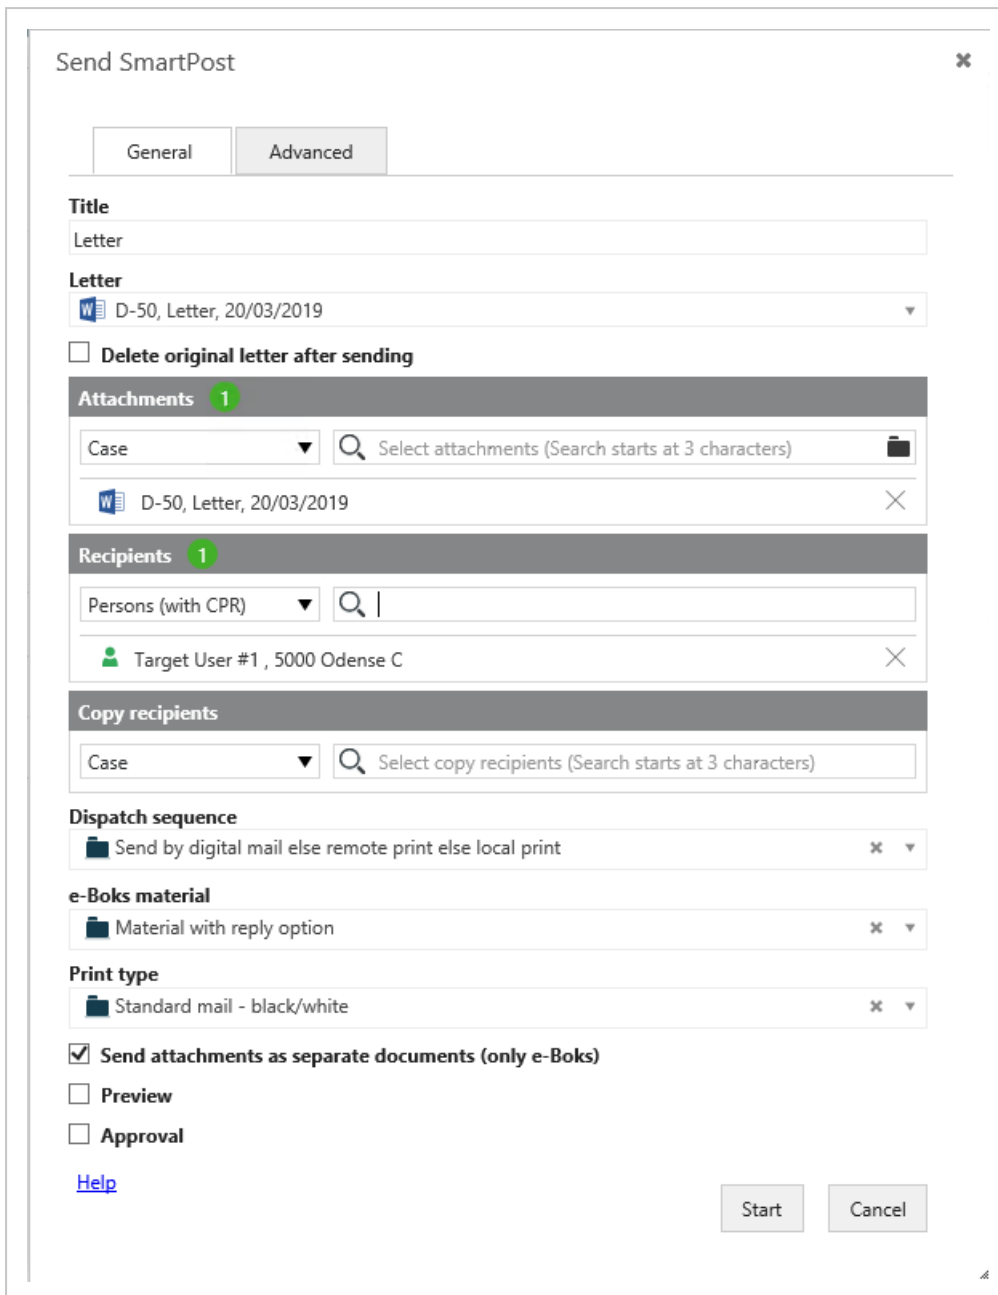 Send SmartPost
General Advanced
Title
Letter
Letter
D-50, Letter, 20/03/2019
Delete original letter after sending
Attachments 1
Case Select attachments (Search starts at 3 characters)
D-50, Letter, 20/03/2019
Recipients 1
Persons (with CPR)
Target User #1 , 5000 Odense C
Copy recipients
Case Select copy recipients (Search starts at 3 characters)
Dispatch sequence
Send by digital mail else remote print else local print
e-Boks material
Material with reply option
Print type
Standard mail - black/white
Send attachments as separate documents (only e-Boks)
Preview
Approval
Help
Start Cancel